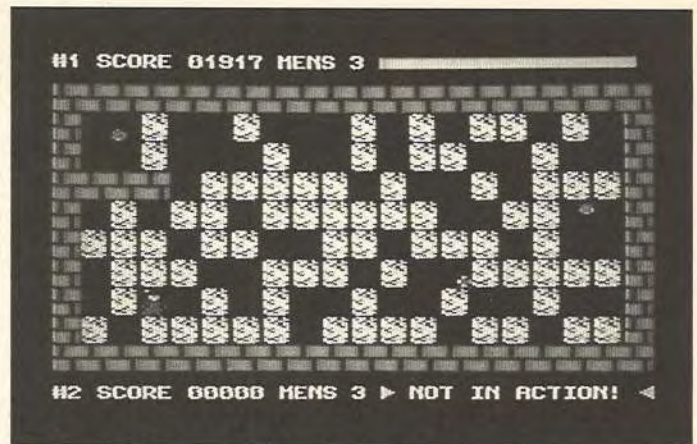 #1 SCORE 01917 MENS 3
#2 SCORE 00000 MENS 3 ▶ NOT IN ACTION! ◀